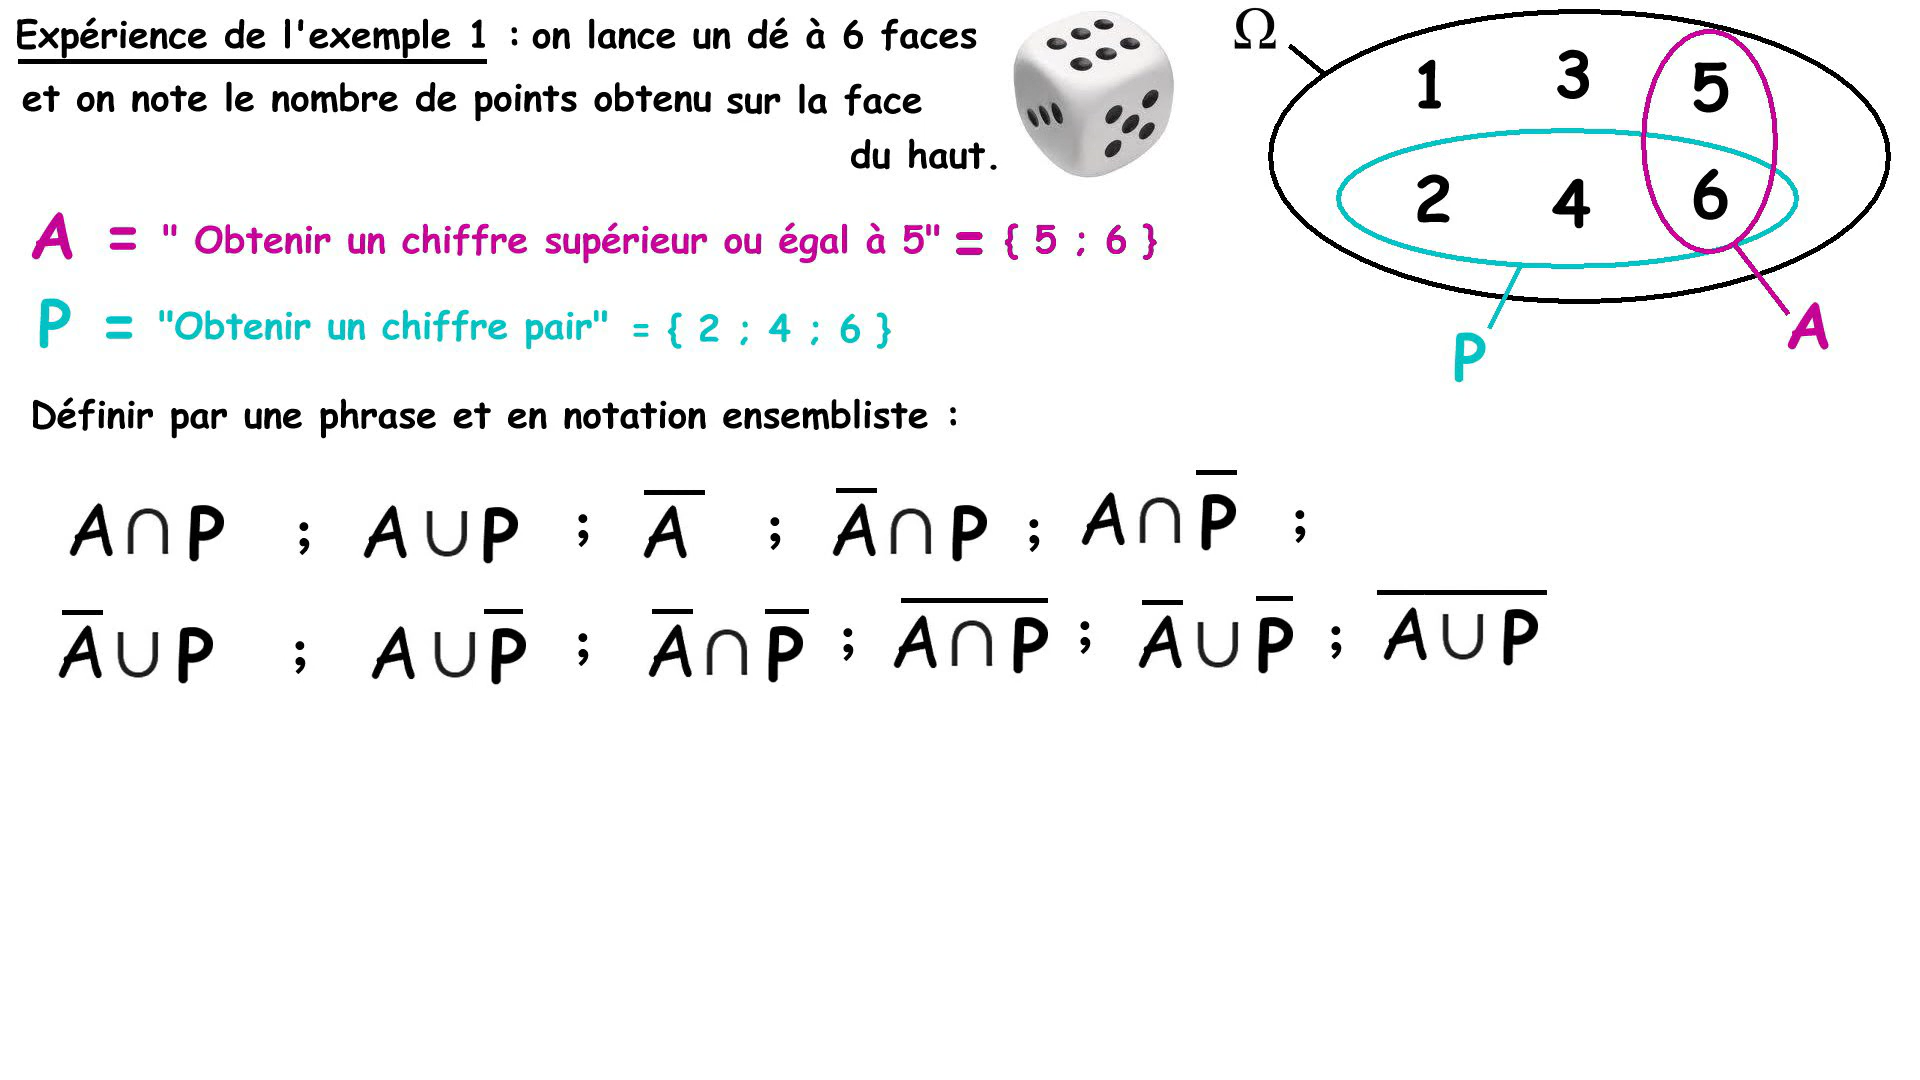 Expérience de l'exemple 1 : on lance un dé à 6 faces
et on note le nombre de points obtenu sur la face
du haut.
Ω
1 3 5
2 4 6
P
A
A = " Obtenir un chiffre supérieur ou égal à 5" = { 5 ; 6 }
P = "Obtenir un chiffre pair" = { 2 ; 4 ; 6 }
Définir par une phrase et en notation ensembliste :
A∩P ; A∪P ; A̅ ; A̅∩P ; A∩P̅ ;
A̅∪P ; A∪P̅ ; A̅∩P̅ ; A̅∩̅P̅ ; A̅∪P̅ ; A̅∪̅P̅